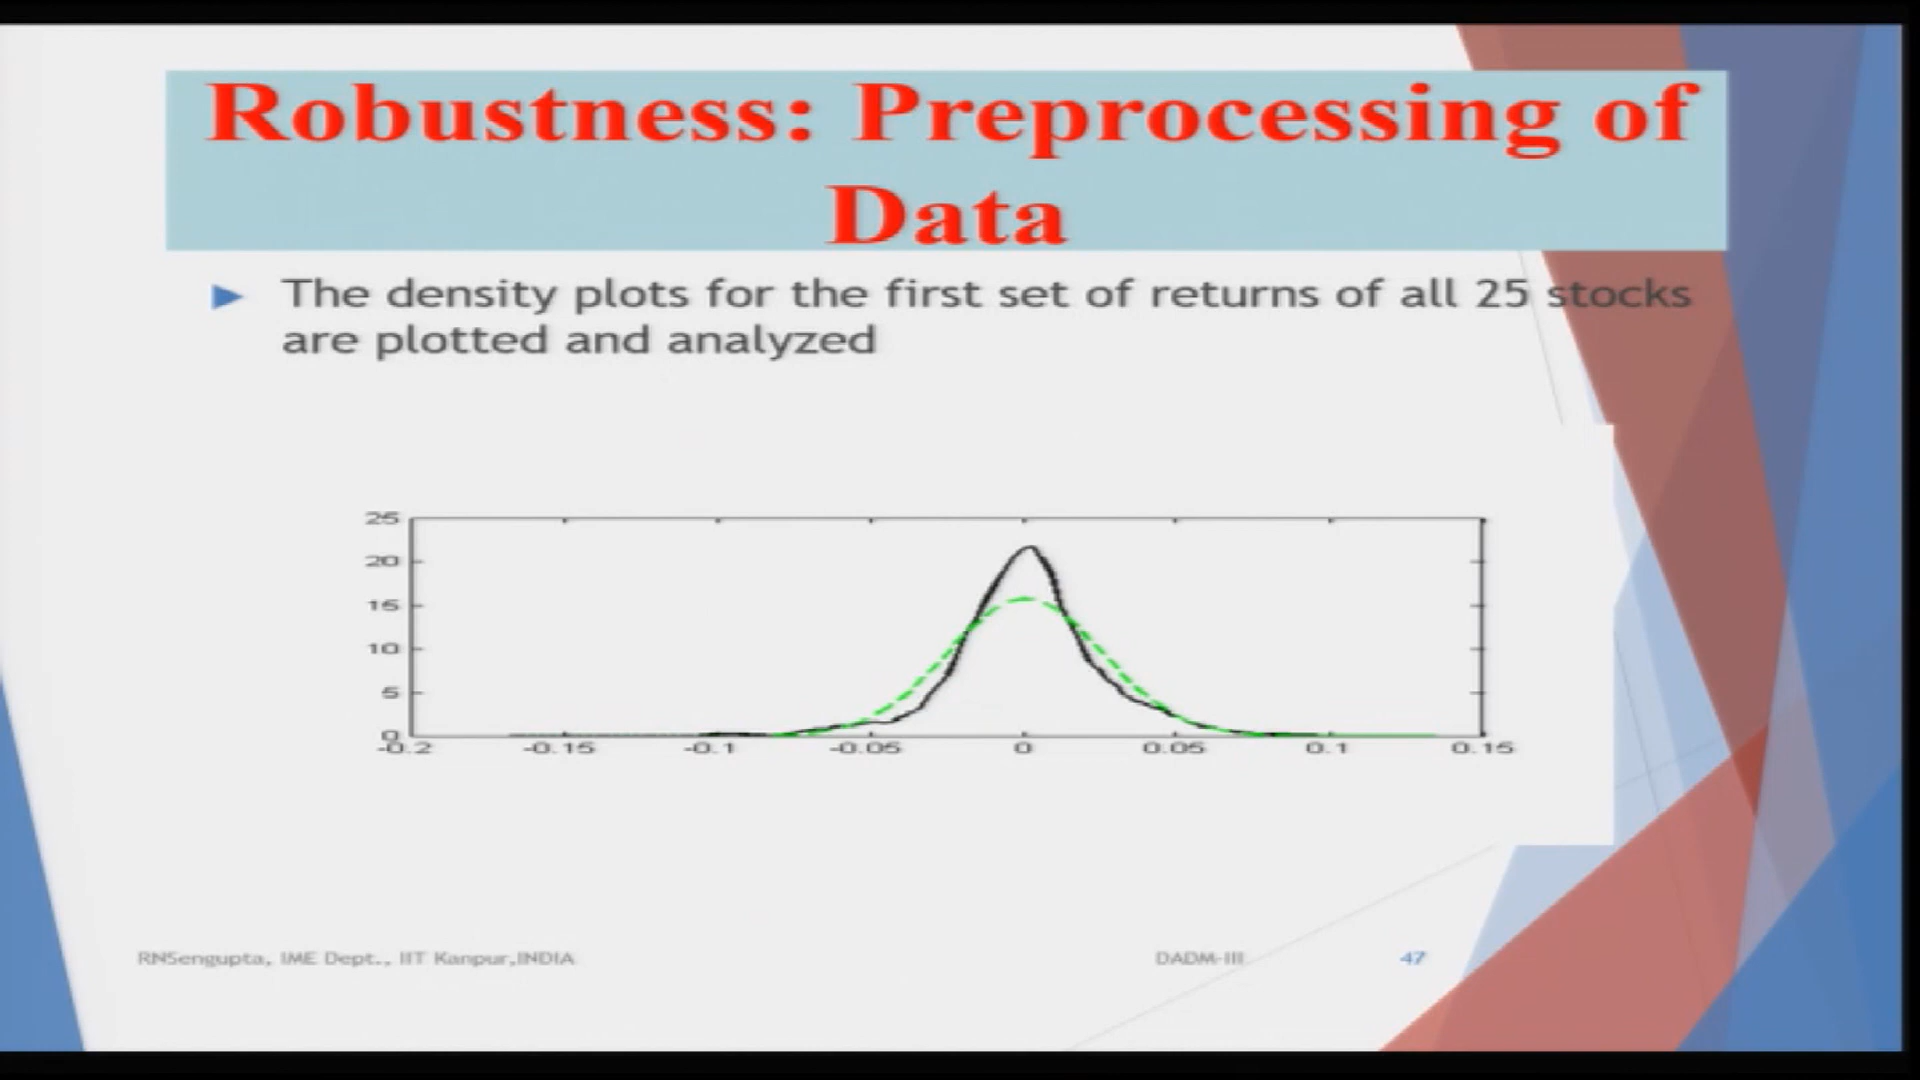 Robustness: Preprocessing of
Data
The density plots for the first set of returns of all 25 stocks
are plotted and analyzed
25
20
15
10
5
0
-0.2 -0.15 -0.1 -0.05 0 0.05 0.1 0.15
RNSengupta, IME Dept., IIT Kanpur,INDIA DADM-III 47